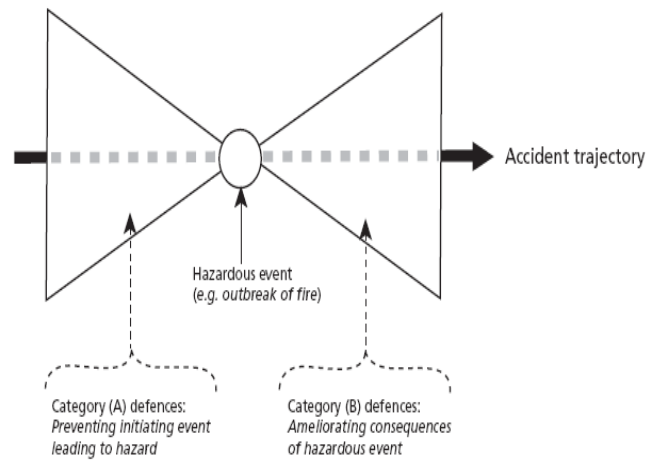 Accident trajectory
Hazardous event
(e.g. outbreak of fire)
Category (A) defences:
Preventing initiating event
leading to hazard
Category (B) defences:
Ameliorating consequences
of hazardous event